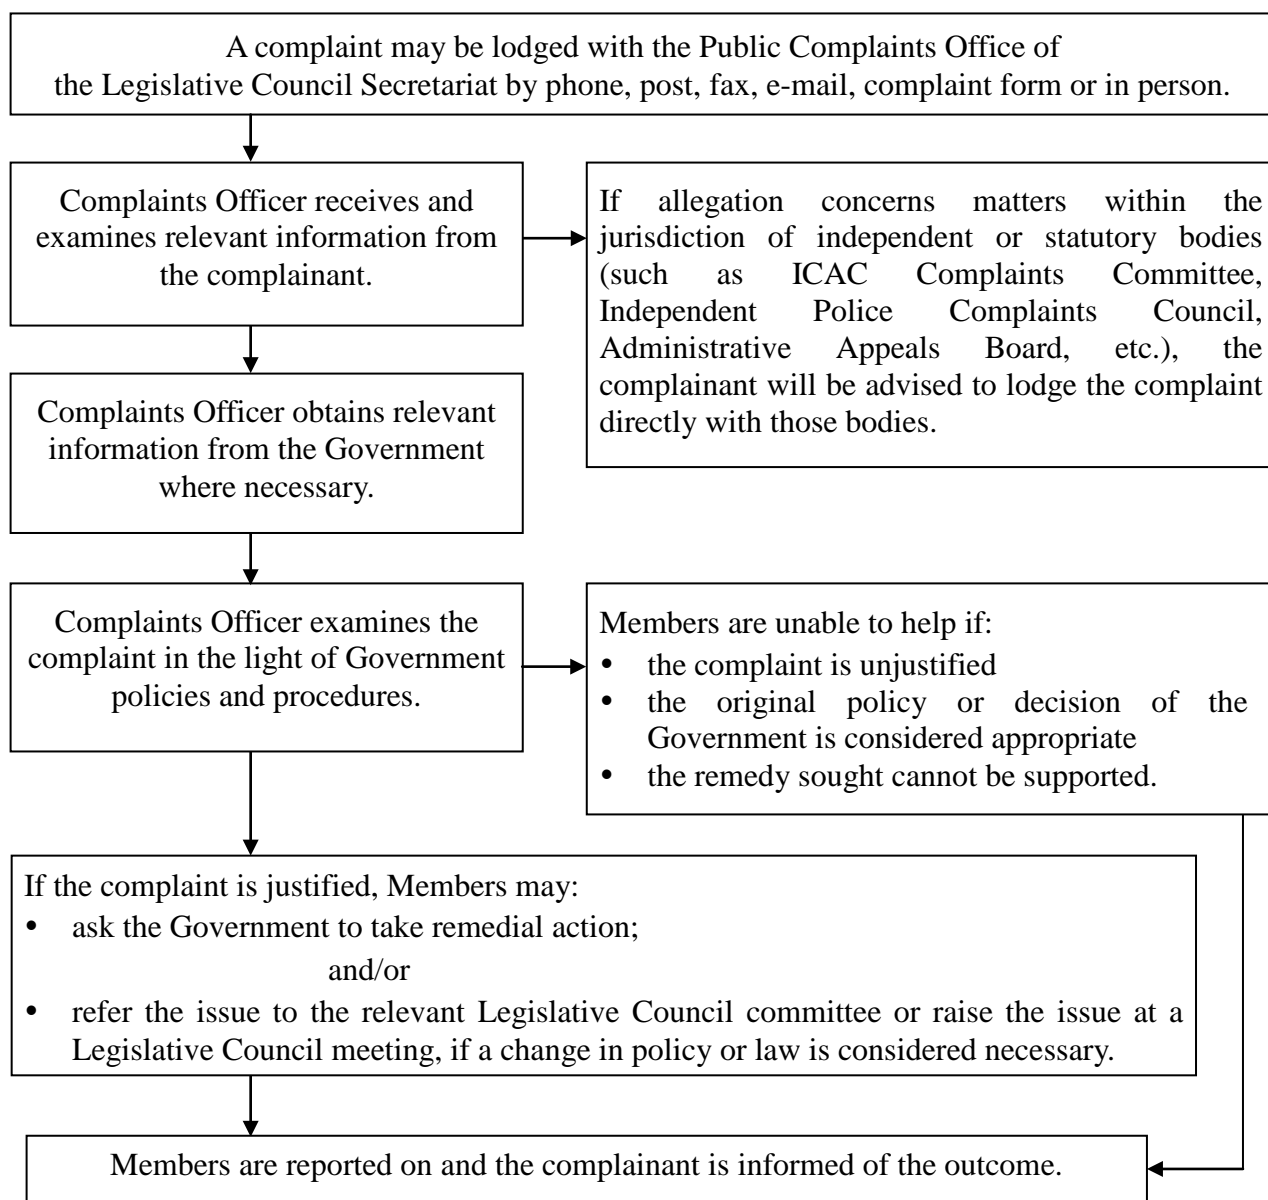 A complaint may be lodged with the Public Complaints Office of
the Legislative Council Secretariat by phone, post, fax, e-mail, complaint form or in person.
Complaints Officer receives and
examines relevant information from
the complainant.
If allegation concerns matters within the
jurisdiction of independent or statutory bodies
(such as ICAC Complaints Committee,
Independent Police Complaints Council,
Administrative Appeals Board, etc.), the
complainant will be advised to lodge the complaint
directly with those bodies.
Complaints Officer obtains relevant
information from the Government
where necessary.
Complaints Officer examines the
complaint in the light of Government
policies and procedures.
Members are unable to help if:
• the complaint is unjustified
• the original policy or decision of the
Government is considered appropriate
• the remedy sought cannot be supported.
If the complaint is justified, Members may:
• ask the Government to take remedial action;
and/or
• refer the issue to the relevant Legislative Council committee or raise the issue at a
Legislative Council meeting, if a change in policy or law is considered necessary.
Members are reported on and the complainant is informed of the outcome.